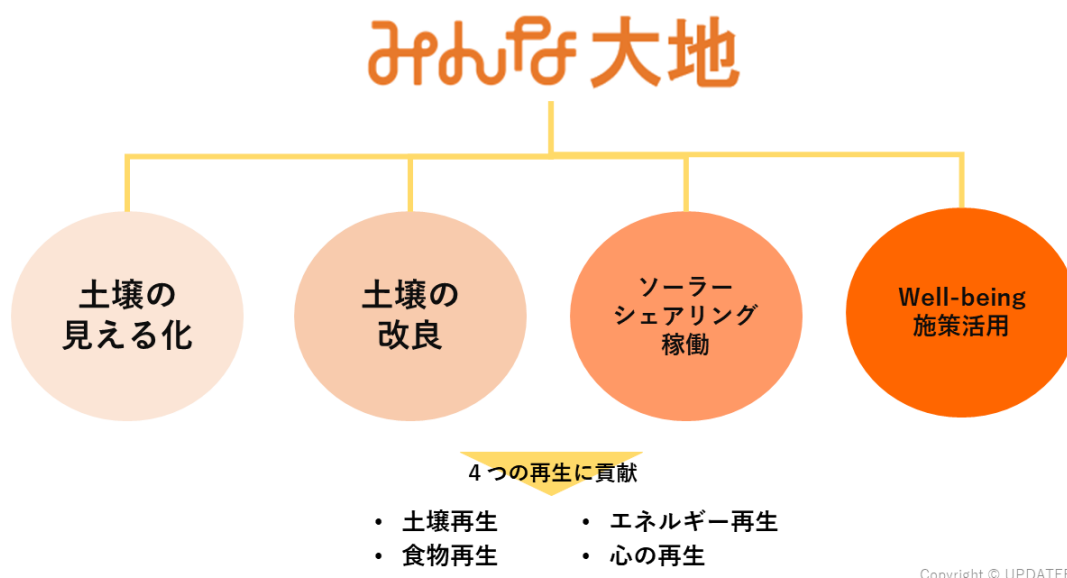 みんな大地
土壌の
見える化
土壌の
改良
ソーラー
シェアリング
稼働
Well-being
施策活用
4 つの再生に貢献
• 土壌再生
• 食物再生
• エネルギー再生
• 心の再生
Copyright © UPDATE